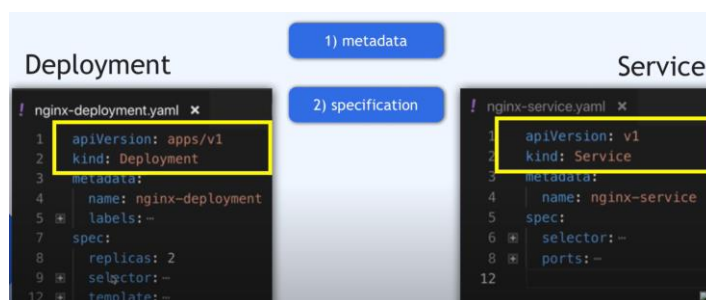 1) metadata
Deployment
Service
2) specification
! nginx-deployment.yaml ×
1 apiVersion: apps/v1
2 kind: Deployment
3 metadata:
4 name: nginx-deployment
5 labels:⋯
7 spec:
8 replicas: 2
9 selector:⋯
12 template:⋯
! nginx-service.yaml ×
1 apiVersion: v1
2 kind: Service
3 metadata:
4 name: nginx-service
5 spec:
6 selector:⋯
8 ports:⋯
12